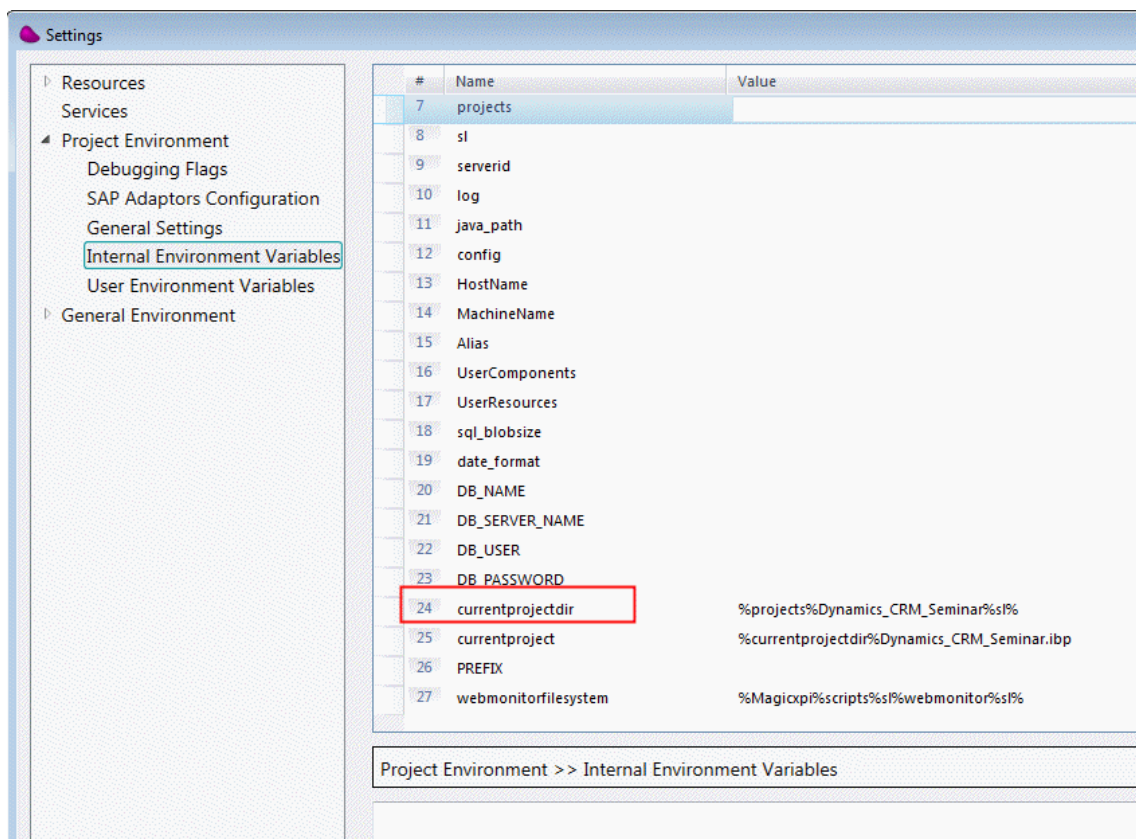 Settings
Resources
Services
Project Environment
Debugging Flags
SAP Adaptors Configuration
General Settings
Internal Environment Variables
User Environment Variables
General Environment
# Name Value
7 projects
8 sl
9 serverid
10 log
11 java_path
12 config
13 HostName
14 MachineName
15 Alias
16 UserComponents
17 UserResources
18 sql_blobsize
19 date_format
20 DB_NAME
21 DB_SERVER_NAME
22 DB_USER
23 DB_PASSWORD
24 currentprojectdir %projects%Dynamics_CRM_Seminar%sl%
25 currentproject %currentprojectdir%Dynamics_CRM_Seminar.ibp
26 PREFIX
27 webmonitorfilesystem %Magicxpi%scripts%sl%webmonitor%sl%
Project Environment >> Internal Environment Variables